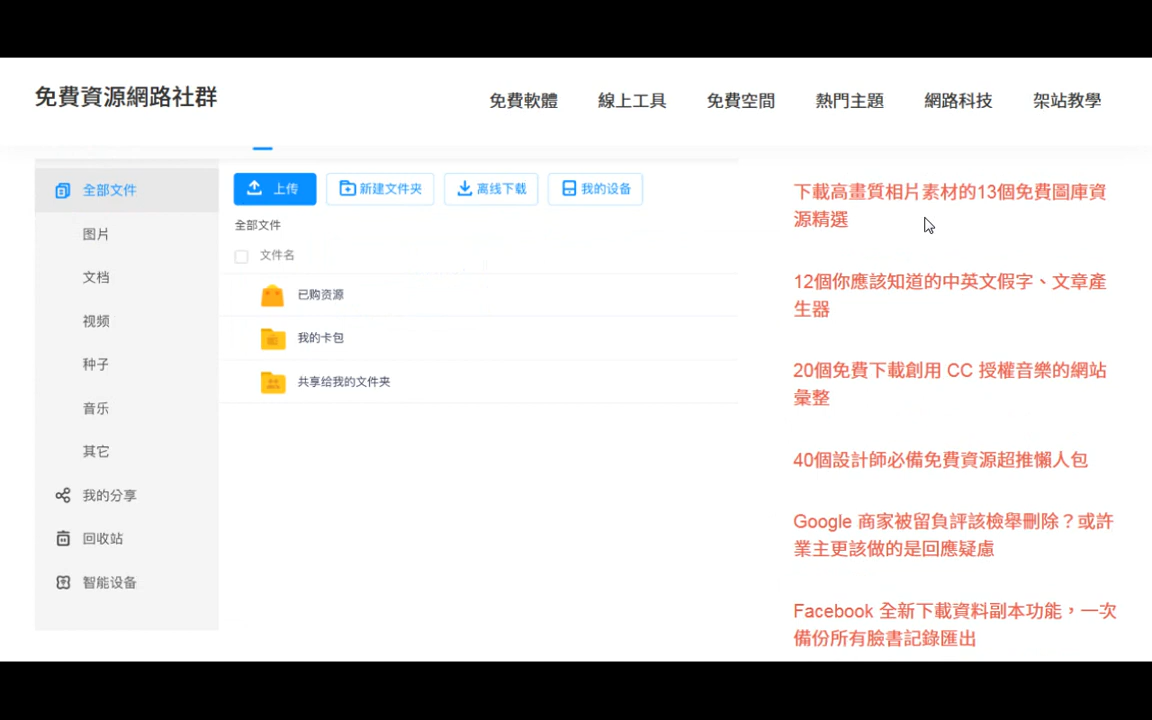 免費資源網路社群
免費軟體 線上工具 免費空間 熱門主題 網路科技 架站教學
全部文件
图片
文档
视频
种子
音乐
其它
我的分享
回收站
智能设备
上传 新建文件夹 离线下载 我的设备
全部文件
文件名
已购资源
我的卡包
共享给我的文件夹
下載高畫質相片素材的13個免費圖庫資
源精選
12個你應該知道的中英文假字、文章產
生器
20個免費下載創用 CC 授權音樂的網站
彙整
40個設計師必備免費資源超推懶人包
Google 商家被留負評該檢舉刪除？或許
業主更該做的是回應疑慮
Facebook 全新下載資料副本功能，一次
備份所有臉書記錄匯出